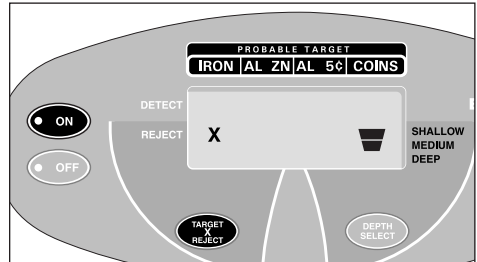 PROBABLE TARGET
IRON AL ZN AL 5¢ COINS
ON
OFF
DETECT
REJECT
X
SHALLOW
MEDIUM
DEEP
TARGET
X
REJECT
DEPTH
SELECT